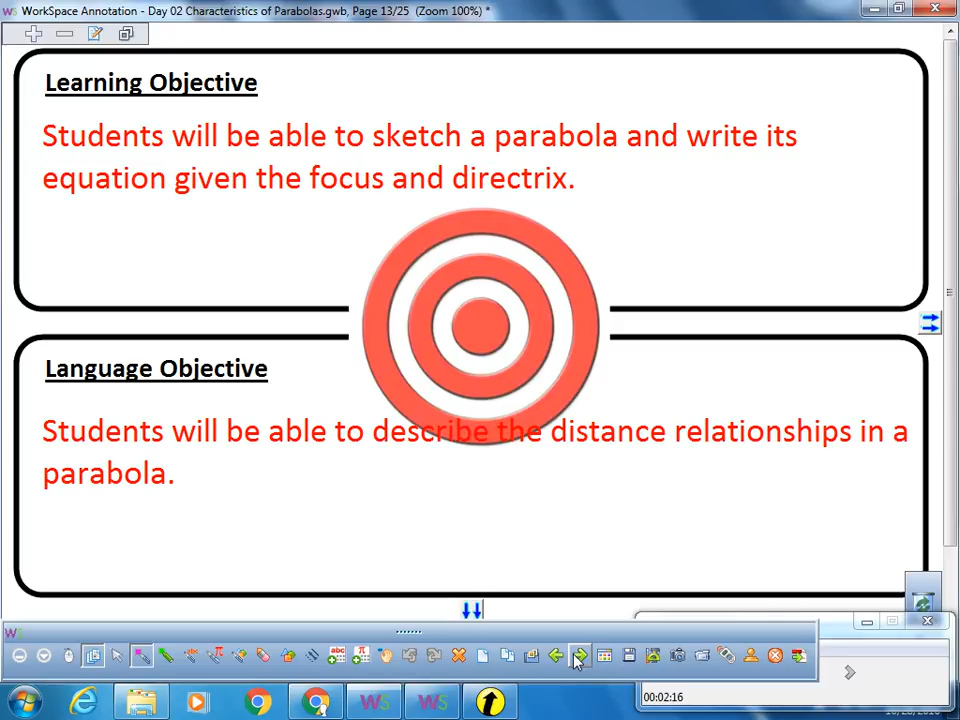 WorkSpace Annotation - Day 02 Characteristics of Parabolas.gwb, Page 13/25 (Zoom 100%) *
Learning Objective
Students will be able to sketch a parabola and write its
equation given the focus and directrix.
Language Objective
Students will be able to describe the distance relationships in a
parabola.
00:02:16